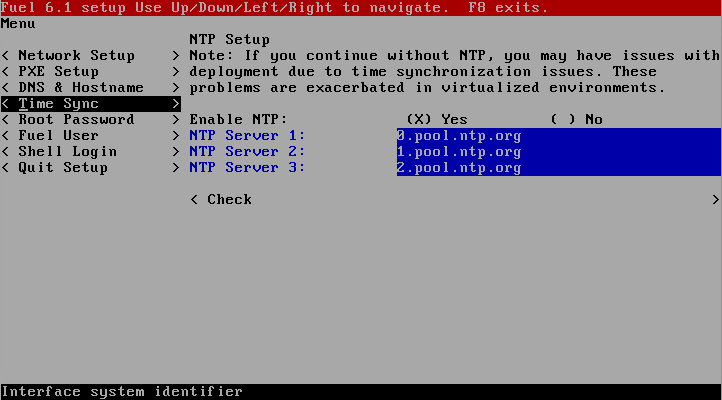 Fuel 6.1 setup Use Up/Down/Left/Right to navigate.  F8 exits.
Menu
< Network Setup    >
< PXE Setup        >
< DNS & Hostname   >
< Time Sync        >
< Root Password    >
< Fuel User        >
< Shell Login      >
< Quit Setup       >
NTP Setup
Note: If you continue without NTP, you may have issues with
deployment due to time synchronization issues. These
problems are exacerbated in virtualized environments.
Enable NTP:    (X) Yes    ( ) No
NTP Server 1:    0.pool.ntp.org
NTP Server 2:    1.pool.ntp.org
NTP Server 3:    2.pool.ntp.org
< Check    >
Interface system identifier